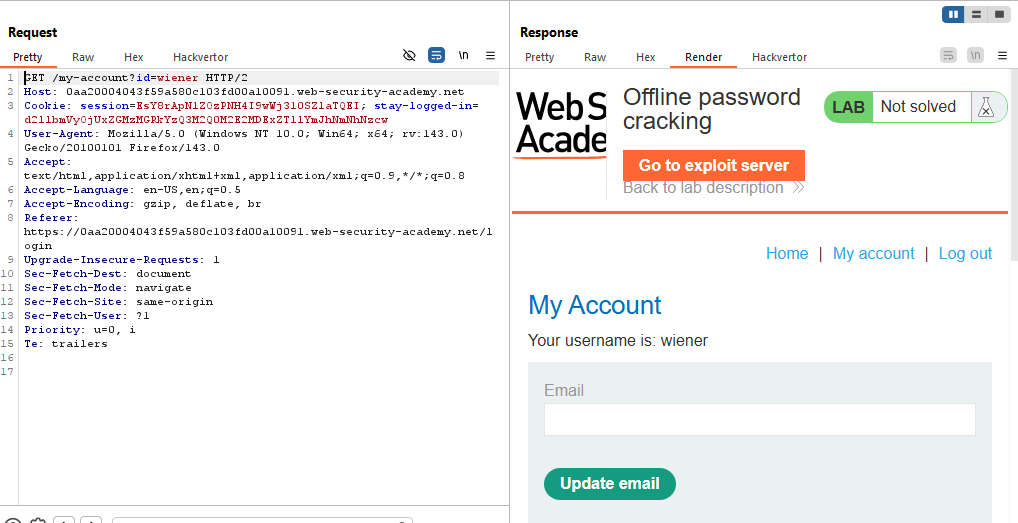 Request
Pretty Raw Hex Hackvertor
\n
1 GET /my-account?id=wiener HTTP/2
2 Host: 0aa20004043f59a580c103fd00a10091.web-security-academy.net
3 Cookie: session=EsY8rApN1Z0zPNH4I9wWj3l0SZlaTQEI; stay-logged-in=
d2llbmVyOjUxZGMzMGRkYzQ3M2Q0M2E2MDExZTllYmJhNmNhNzcw
4 User-Agent: Mozilla/5.0 (Windows NT 10.0; Win64; x64; rv:143.0)
Gecko/20100101 Firefox/143.0
5 Accept:
text/html,application/xhtml+xml,application/xml;q=0.9,*/*;q=0.8
6 Accept-Language: en-US,en;q=0.5
7 Accept-Encoding: gzip, deflate, br
8 Referer:
https://0aa20004043f59a580c103fd00a10091.web-security-academy.net/l
ogin
9 Upgrade-Insecure-Requests: 1
10 Sec-Fetch-Dest: document
11 Sec-Fetch-Mode: navigate
12 Sec-Fetch-Site: same-origin
13 Sec-Fetch-User: ?1
14 Priority: u=0, i
15 Te: trailers
16
17
Response
Pretty Raw Hex Render Hackvertor
\n
Web S
Acade
Offline password
cracking
LAB Not solved
Go to exploit server
Back to lab description
Home | My account | Log out
My Account
Your username is: wiener
Email
Update email